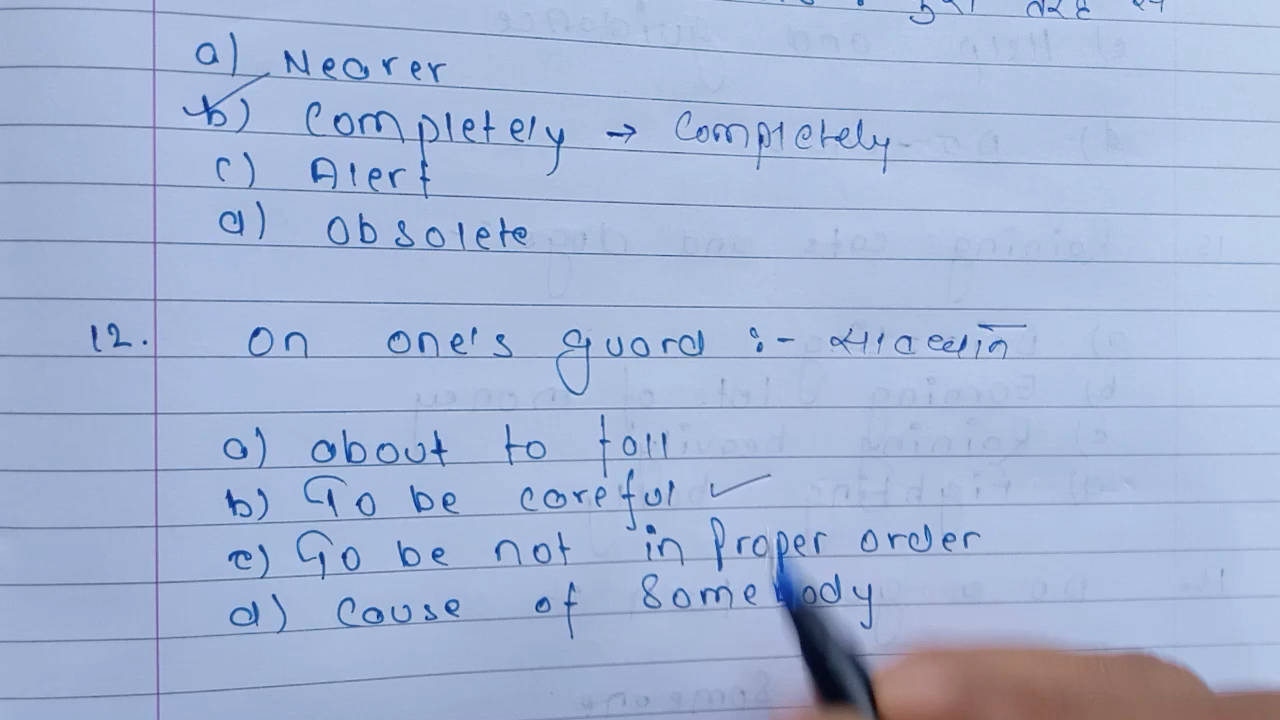 a) Nearer
b) Completely → Completely
c) Alert
d) Obsolete
12. On one's guard :- सावधान
a) about to fall
b) To be careful ✓
c) To be not in Proper order
d) Cause of Somebody